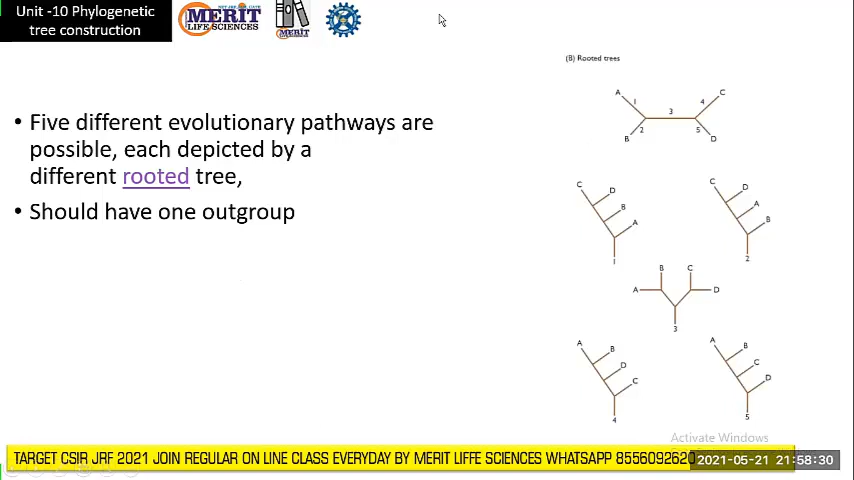 Unit -10 Phylogenetic
tree construction
MERIT
LIFE SCIENCES
MERIT
(B) Rooted trees
• Five different evolutionary pathways are
possible, each depicted by a
different rooted tree,
• Should have one outgroup
A C
1 3 4
2 5
B D
C D B A 1
C D A B 2
B C
A D
3
A B D C 4
A B C D 5
Activate Windows
TARGET CSIR JRF 2021 JOIN REGULAR ON LINE CLASS EVERYDAY BY MERIT LIFFE SCIENCES WHATSAPP 8556092620
2021-05-21 21:58:30